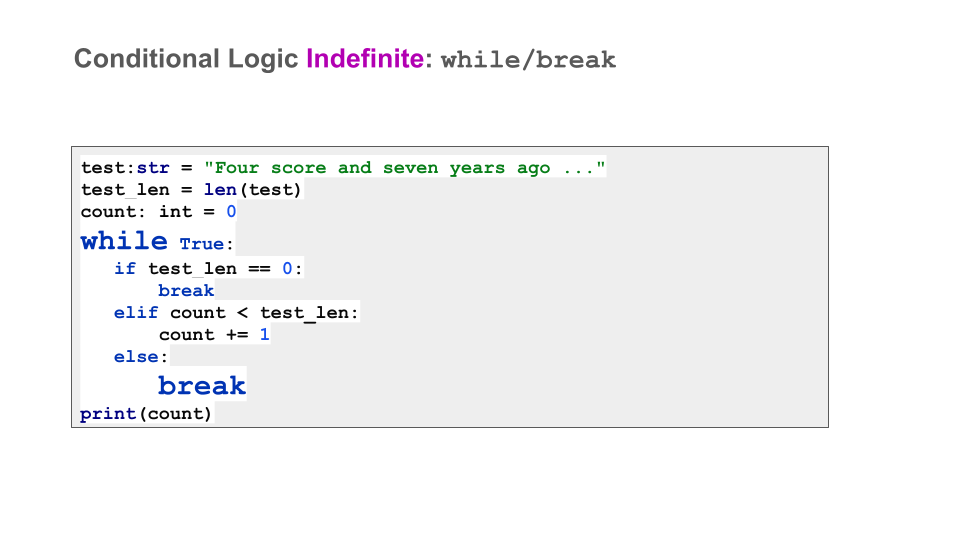 Conditional Logic Indefinite: while/break
test:str = "Four score and seven years ago ..."
test_len = len(test)
count: int = 0
while True:
   if test_len == 0:
       break
   elif count < test_len:
       count += 1
   else:
       break
print(count)